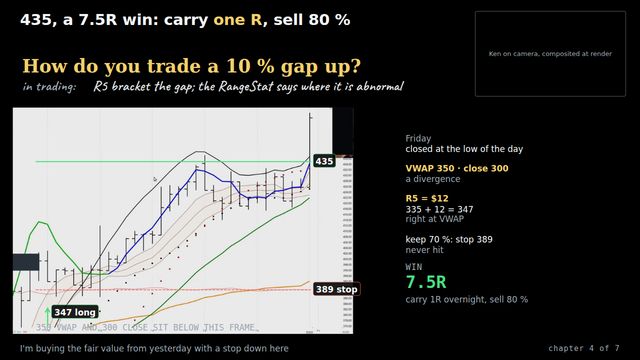 435, a 7.5R win: carry one R, sell 80 %
Ken on camera, composited at render
How do you trade a 10 % gap up?
in trading: R5 bracket the gap; the RangeStat says where it is abnormal
Friday
closed at the low of the day
VWAP 350 · close 300
a divergence
R5 = $12
335 + 12 = 347
right at VWAP
keep 70 %: stop 389
never hit
WIN
7.5R
carry 1R overnight, sell 80 %
435
389 stop
347 long
350 VWAP AND 300 CLOSE SIT BELOW THIS FRAME
I'm buying the fair value from yesterday with a stop down here
chapter 4 of 7